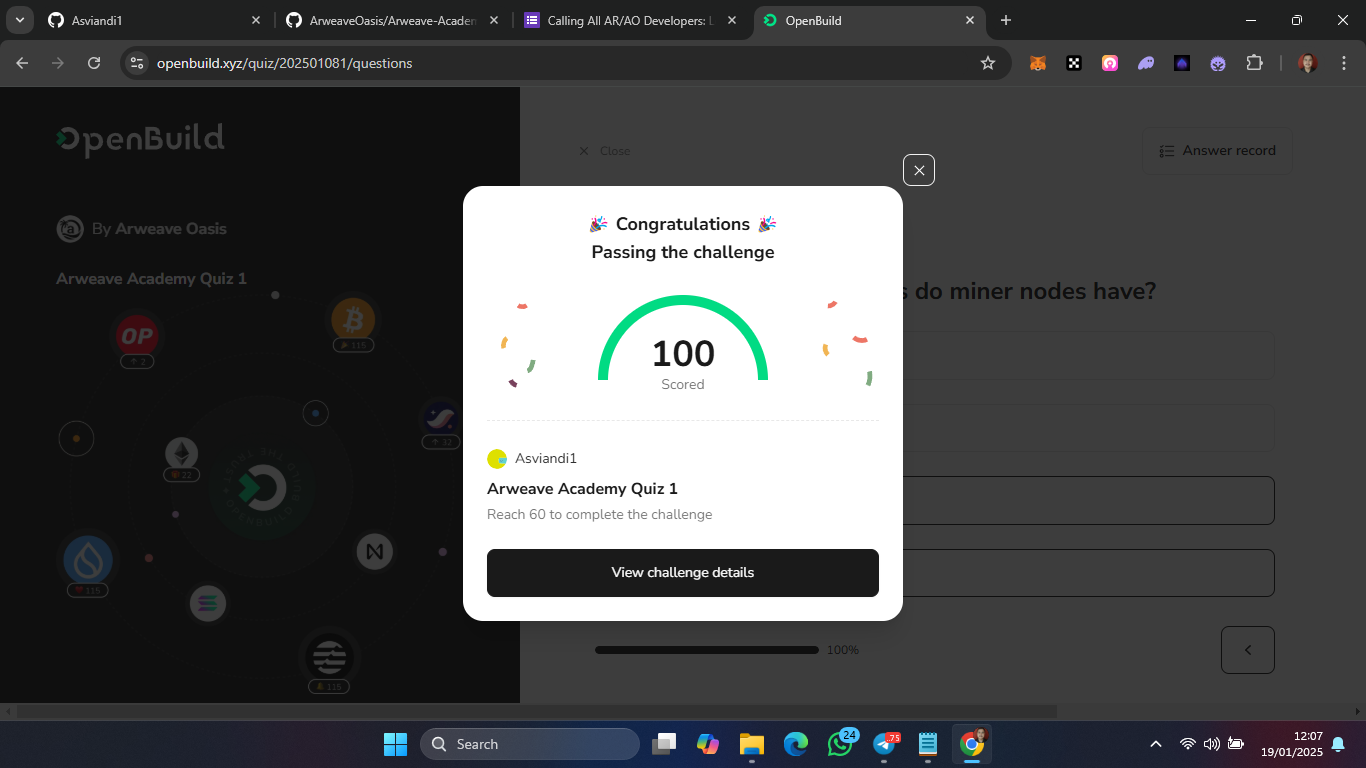 Asviandi1
ArweaveOasis/Arweave-Academ
Calling All AR/AO Developers: L
OpenBuild
openbuild.xyz/quiz/202501081/questions
OpenBuild
Close
Answer record
By Arweave Oasis
Arweave Academy Quiz 1
🎉 Congratulations 🎉
Passing the challenge
s do miner nodes have?
OP
2
115
100
Scored
32
22
Asviandi1
Arweave Academy Quiz 1
Reach 60 to complete the challenge
View challenge details
115
100%
115
Search
24
.75
12:07
19/01/2025